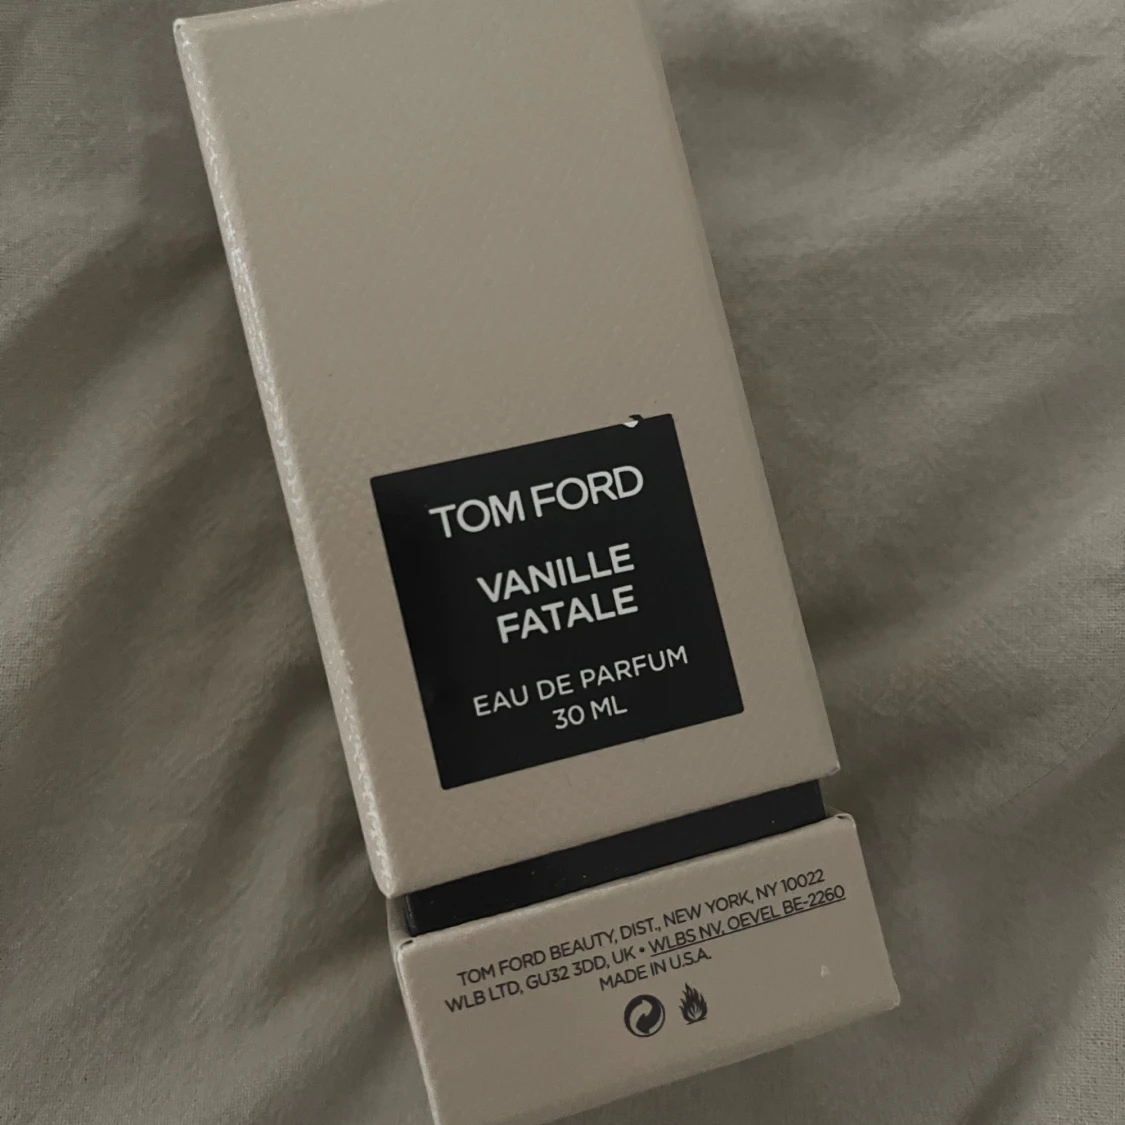 TOM FORD
VANILLE
FATALE
EAU DE PARFUM
30 ML
TOM FORD BEAUTY, DIST., NEW YORK, NY 10022
WLB LTD, GU32 3DD, UK • WLBS NV, OEVEL BE-2260
MADE IN U.S.A.